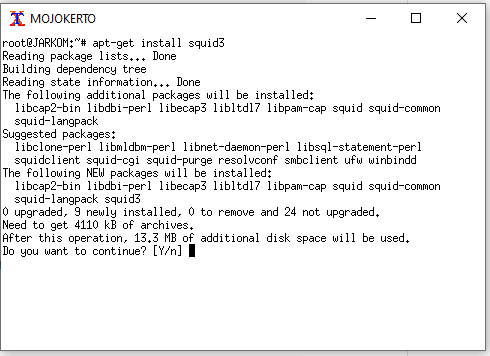 MOJOKERTO
root@JARKOM:~# apt-get install squid3
Reading package lists... Done
Building dependency tree
Reading state information... Done
The following additional packages will be installed:
  libcap2-bin libdbi-perl libecap3 libltdl7 libpam-cap squid squid-common
  squid-langpack
Suggested packages:
  libclone-perl libmldbm-perl libnet-daemon-perl libsql-statement-perl
  squidclient squid-cgi squid-purge resolvconf smbclient ufw winbindd
The following NEW packages will be installed:
  libcap2-bin libdbi-perl libecap3 libltdl7 libpam-cap squid squid-common
  squid-langpack squid3
0 upgraded, 9 newly installed, 0 to remove and 24 not upgraded.
Need to get 4110 kB of archives.
After this operation, 13.3 MB of additional disk space will be used.
Do you want to continue? [Y/n]